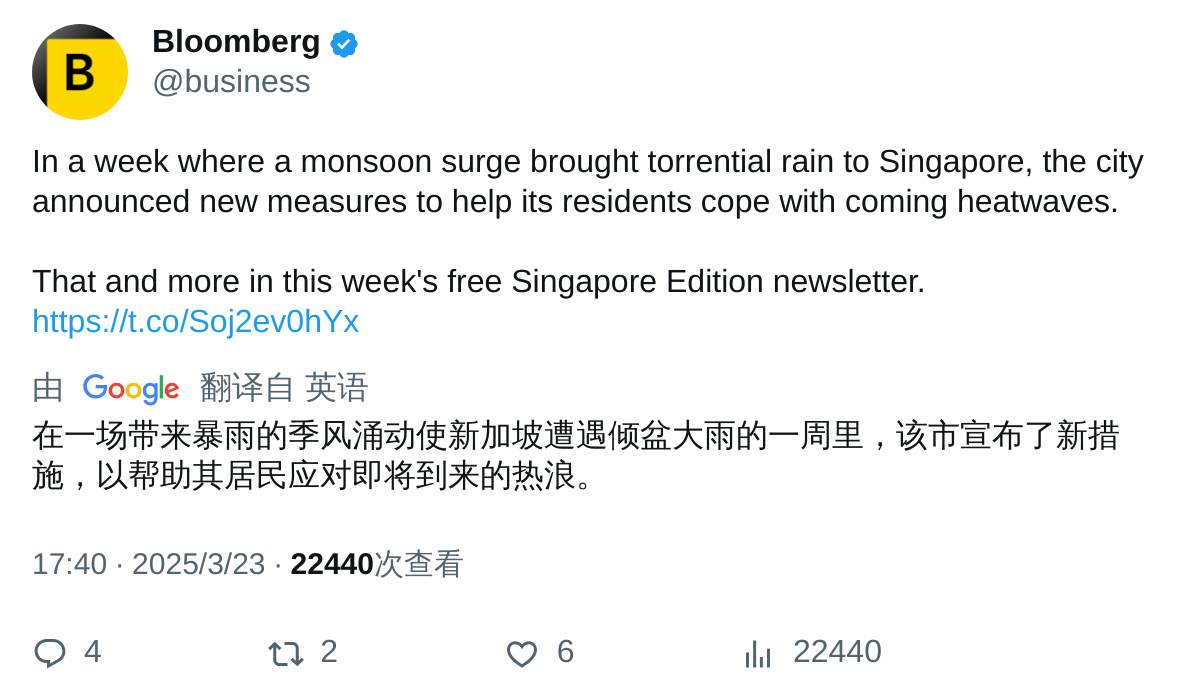 B
Bloomberg
@business
In a week where a monsoon surge brought torrential rain to Singapore, the city
announced new measures to help its residents cope with coming heatwaves.
That and more in this week's free Singapore Edition newsletter.
https://t.co/Soj2ev0hYx
由 Google 翻译自 英语
在一场带来暴雨的季风涌动使新加坡遭遇倾盆大雨的一周里，该市宣布了新措
施，以帮助其居民应对即将到来的热浪。
17:40 · 2025/3/23 · 22440次查看
4 2 6 22440